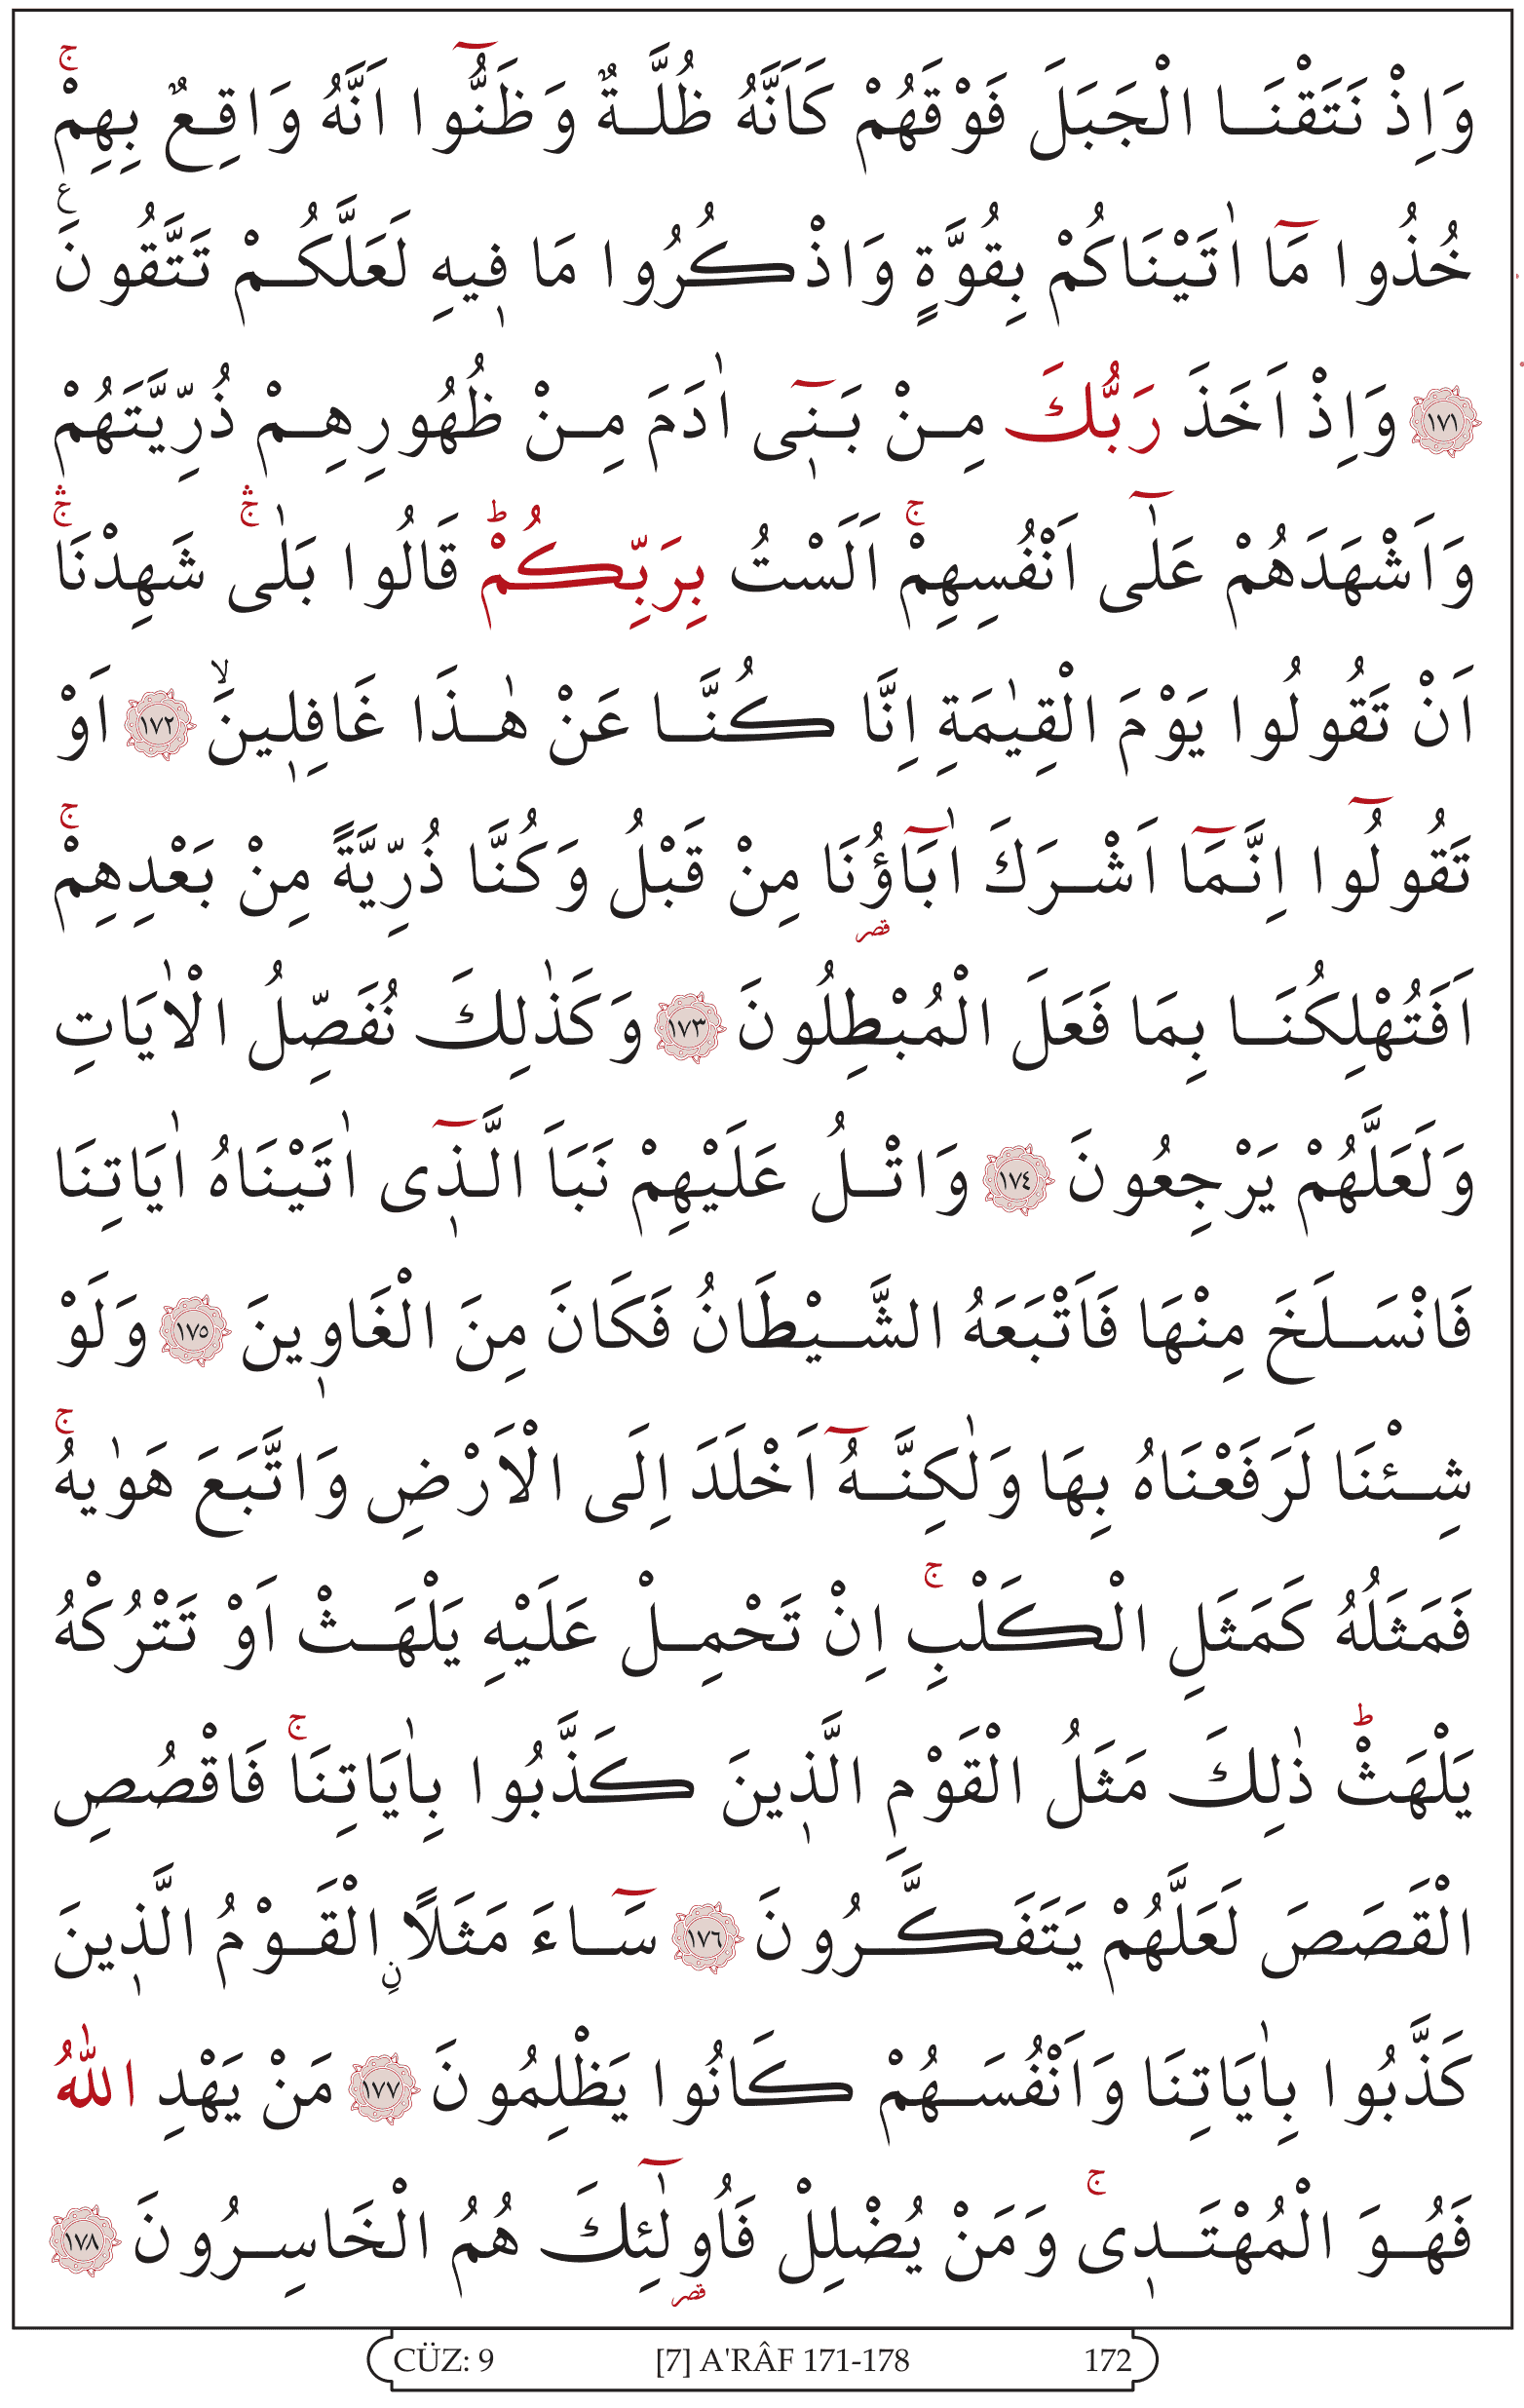 وَاِذْ نَتَقْنَا الْجَبَلَ فَوْقَهُمْ كَاَنَّهُ ظُلَّةٌ وَظَنُّٓوا اَنَّهُ وَاقِعٌ بِهِمْۚ
خُذُوا مَٓا اٰتَيْنَاكُمْ بِقُوَّةٍ وَاذْكُرُوا مَا ف۪يهِ لَعَلَّكُمْ تَتَّقُونَ۟
﴿١٧١﴾ وَاِذْ اَخَذَ رَبُّكَ مِنْ بَن۪ٓى اٰدَمَ مِنْ ظُهُورِهِمْ ذُرِّيَّتَهُمْ
وَاَشْهَدَهُمْ عَلٰٓى اَنْفُسِهِمْۚ اَلَسْتُ بِرَبِّكُمْۜ قَالُوا بَلٰىۚۛ شَهِدْنَاۚۛ
اَنْ تَقُولُوا يَوْمَ الْقِيٰمَةِ اِنَّا كُنَّا عَنْ هٰذَا غَافِل۪ينَۙ ﴿١٧٢﴾ اَوْ
تَقُولُٓوا اِنَّمَٓا اَشْرَكَ اٰبَٓاؤُ۬نَا مِنْ قَبْلُ وَكُنَّا ذُرِّيَّةً مِنْ بَعْدِهِمْۚ
قصر
اَفَتُهْلِكُنَا بِمَا فَعَلَ الْمُبْطِلُونَ ﴿١٧٣﴾ وَكَذٰلِكَ نُفَصِّلُ الْاٰيَاتِ
وَلَعَلَّهُمْ يَرْجِعُونَ ﴿١٧٤﴾ وَاتْلُ عَلَيْهِمْ نَبَاَ الَّذ۪ٓى اٰتَيْنَاهُ اٰيَاتِنَا
فَانْسَلَخَ مِنْهَا فَاَتْبَعَهُ الشَّيْطَانُ فَكَانَ مِنَ الْغَاو۪ينَ ﴿١٧٥﴾ وَلَوْ
شِئْنَا لَرَفَعْنَاهُ بِهَا وَلٰكِنَّهُٓ اَخْلَدَ اِلَى الْاَرْضِ وَاتَّبَعَ هَوٰيهُۚ
فَمَثَلُهُ كَمَثَلِ الْكَلْبِۚ اِنْ تَحْمِلْ عَلَيْهِ يَلْهَثْ اَوْ تَتْرُكْهُ
يَلْهَثْۜ ذٰلِكَ مَثَلُ الْقَوْمِ الَّذ۪ينَ كَذَّبُوا بِاٰيَاتِنَاۚ فَاقْصُصِ
الْقَصَصَ لَعَلَّهُمْ يَتَفَكَّرُونَ ﴿١٧٦﴾ سَٓاءَ مَثَلًاۨ الْقَوْمُ الَّذ۪ينَ
كَذَّبُوا بِاٰيَاتِنَا وَاَنْفُسَهُمْ كَانُوا يَظْلِمُونَ ﴿١٧٧﴾ مَنْ يَهْدِ اللّٰهُ
فَهُوَ الْمُهْتَد۪ىۚ وَمَنْ يُضْلِلْ فَاُولٰٓئِكَ هُمُ الْخَاسِرُونَ ﴿١٧٨﴾
قصر
CÜZ: 9 [7] A'RÂF 171-178 172